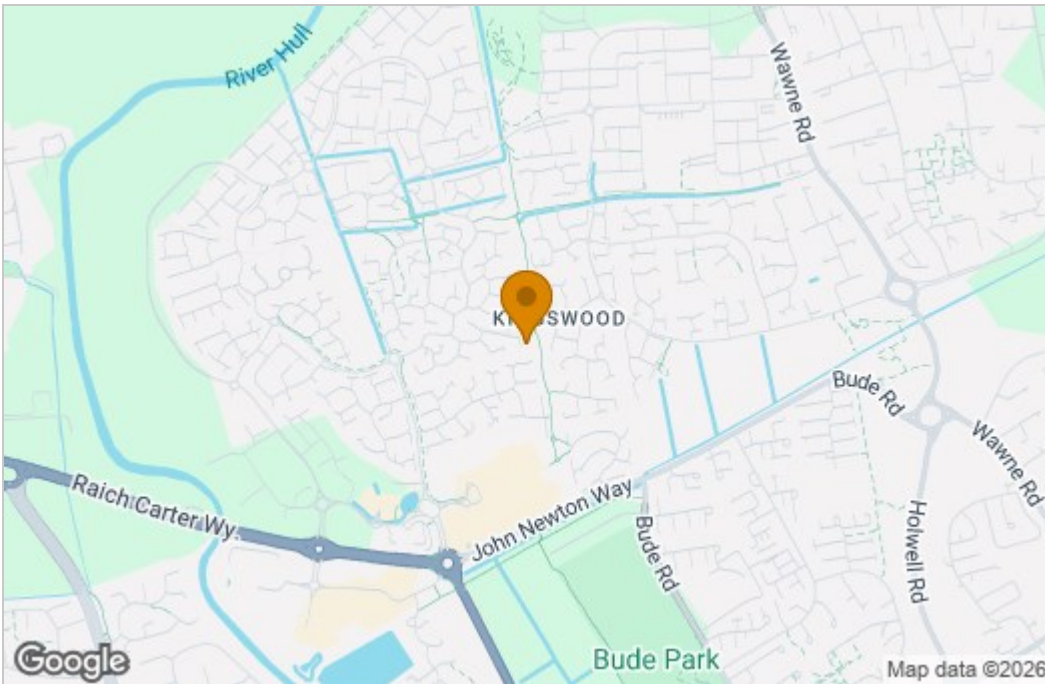 River Hull
Wawne Rd
KINGSWOOD
Bude Rd
Wawne Rd
Raich Carter Wy.
John Newton Way
Bude Rd
Holwell Rd
Bude Park
Google
Map data ©2026